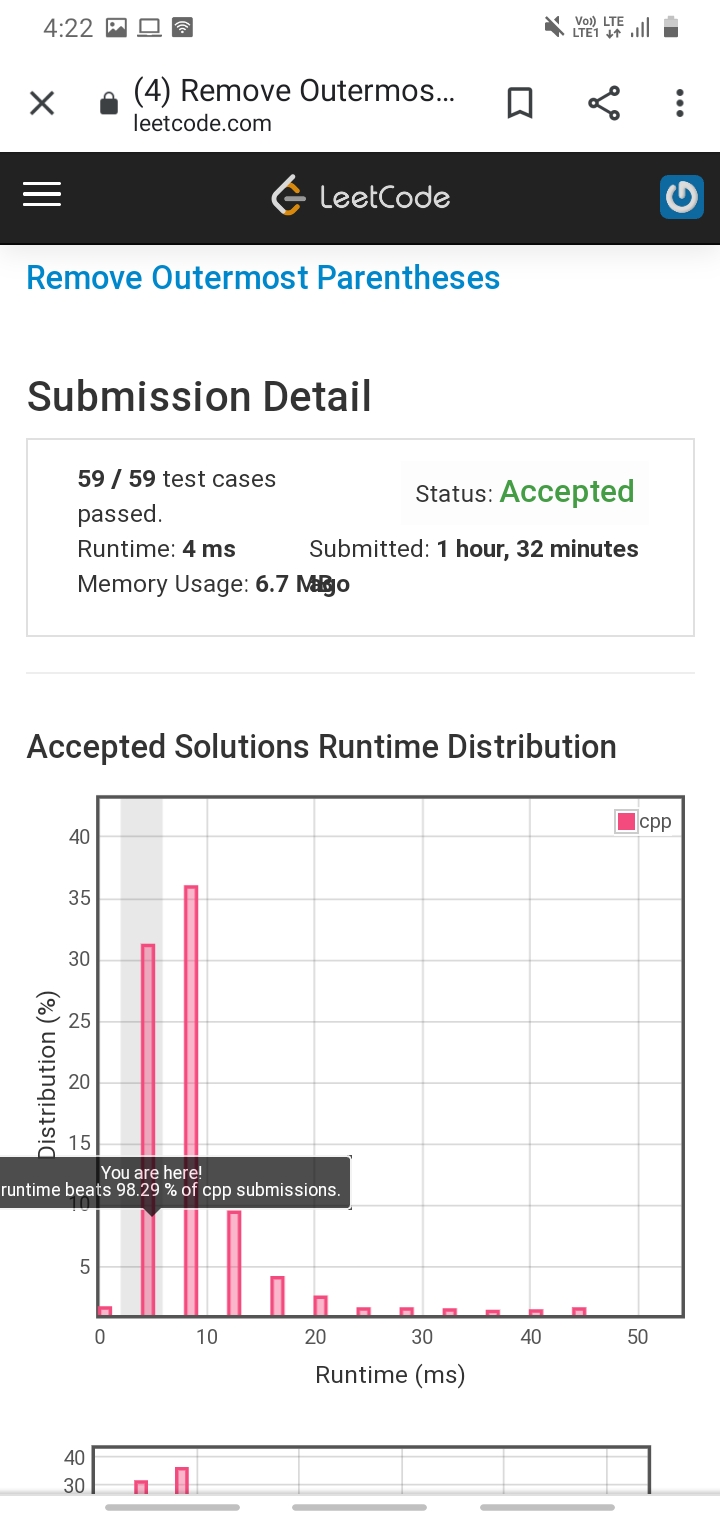 4:22
Vo)) LTE
LTE1
(4) Remove Outermos...
leetcode.com
LeetCode
Remove Outermost Parentheses
Submission Detail
59 / 59 test cases
passed.
Status: Accepted
Runtime: 4 ms
Submitted: 1 hour, 32 minutes
ago
Memory Usage: 6.7 MB
Accepted Solutions Runtime Distribution
cpp
40
35
30
25
20
15
10
5
Distribution (%)
You are here!
runtime beats 98.29 % of cpp submissions.
0 10 20 30 40 50
Runtime (ms)
40
30